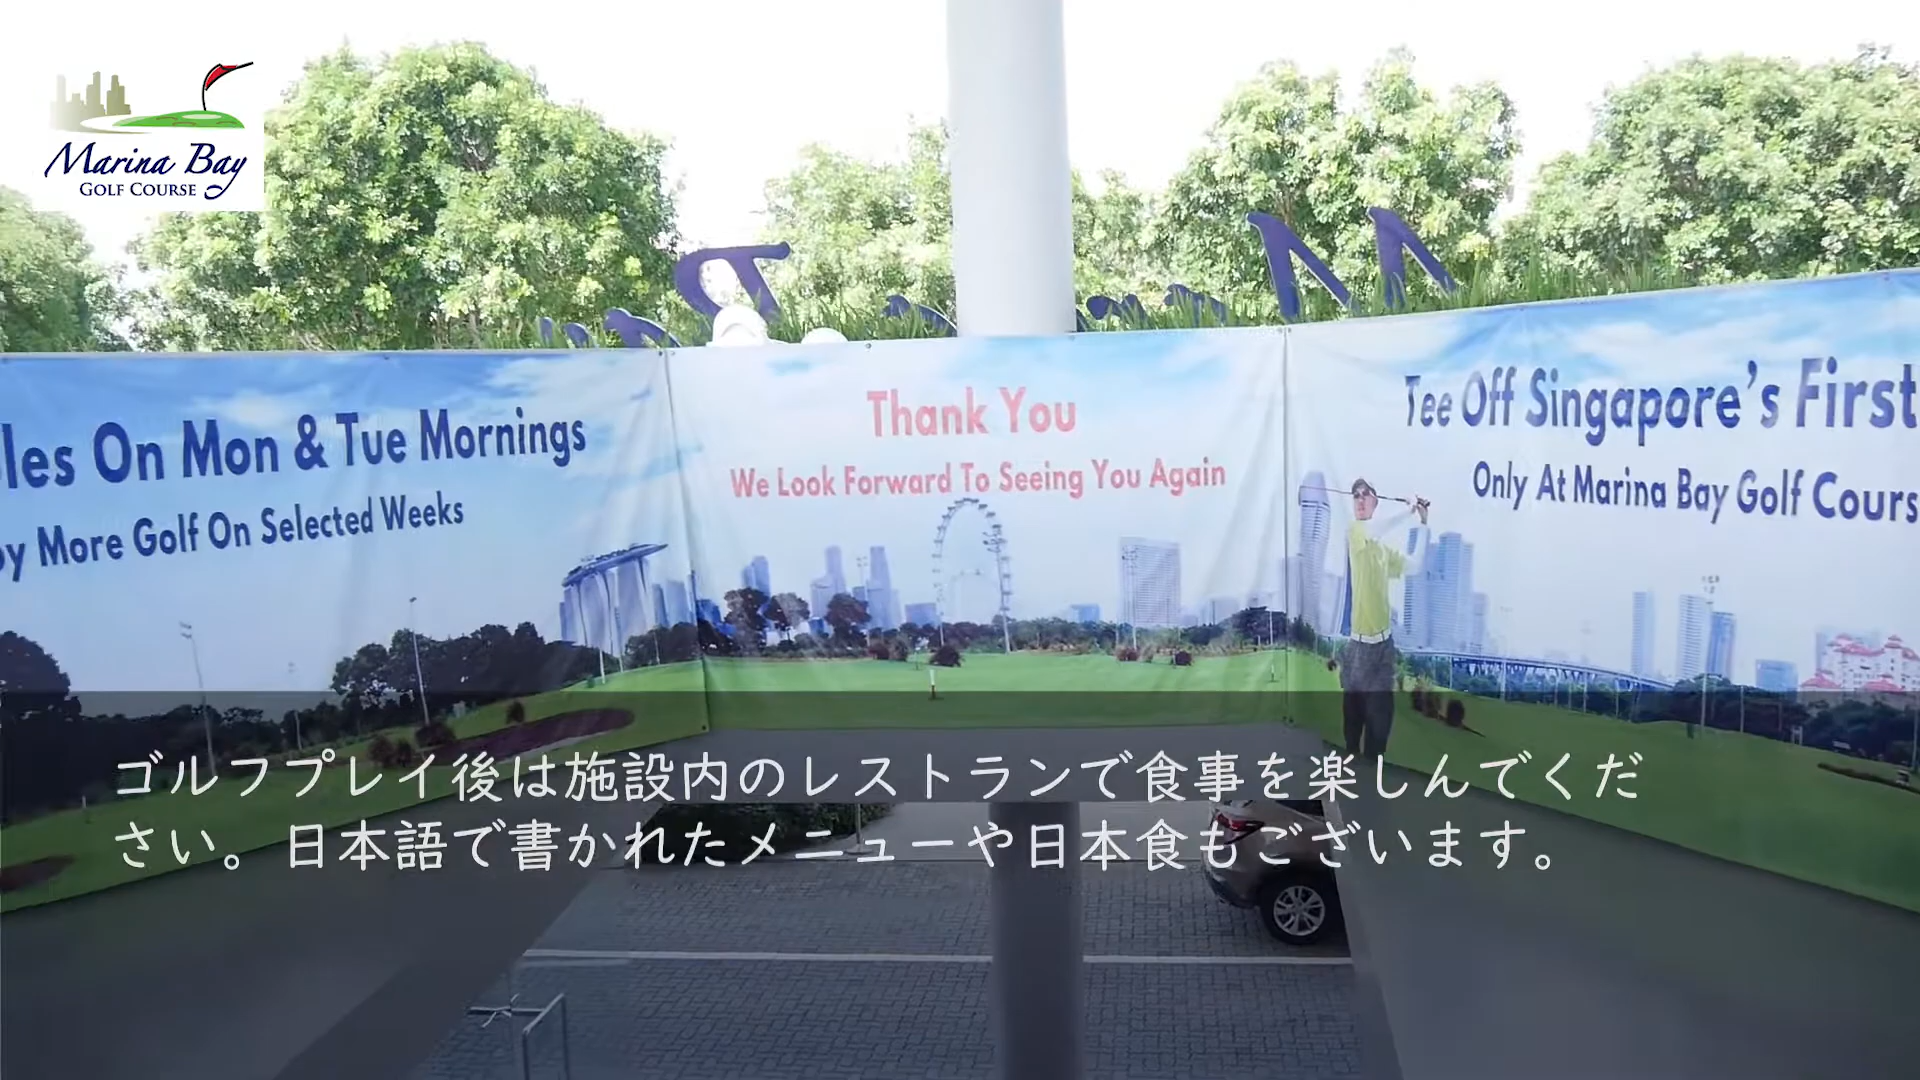 Marina Bay
GOLF COURSE
On Mon & Tue Mornings
More Golf On Selected Weeks
Thank You
We Look Forward To Seeing You Again
Tee Off Singapore's First
Only At Marina Bay Golf
ゴルフプレイ後は施設内のレストランで食事を楽しんでくだ
さい。日本語で書かれたメニューや日本食もございます。